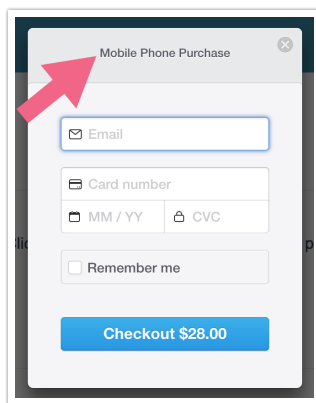 Mobile Phone Purchase
Email
Card number
MM / YY
CVC
Remember me
Checkout $28.00